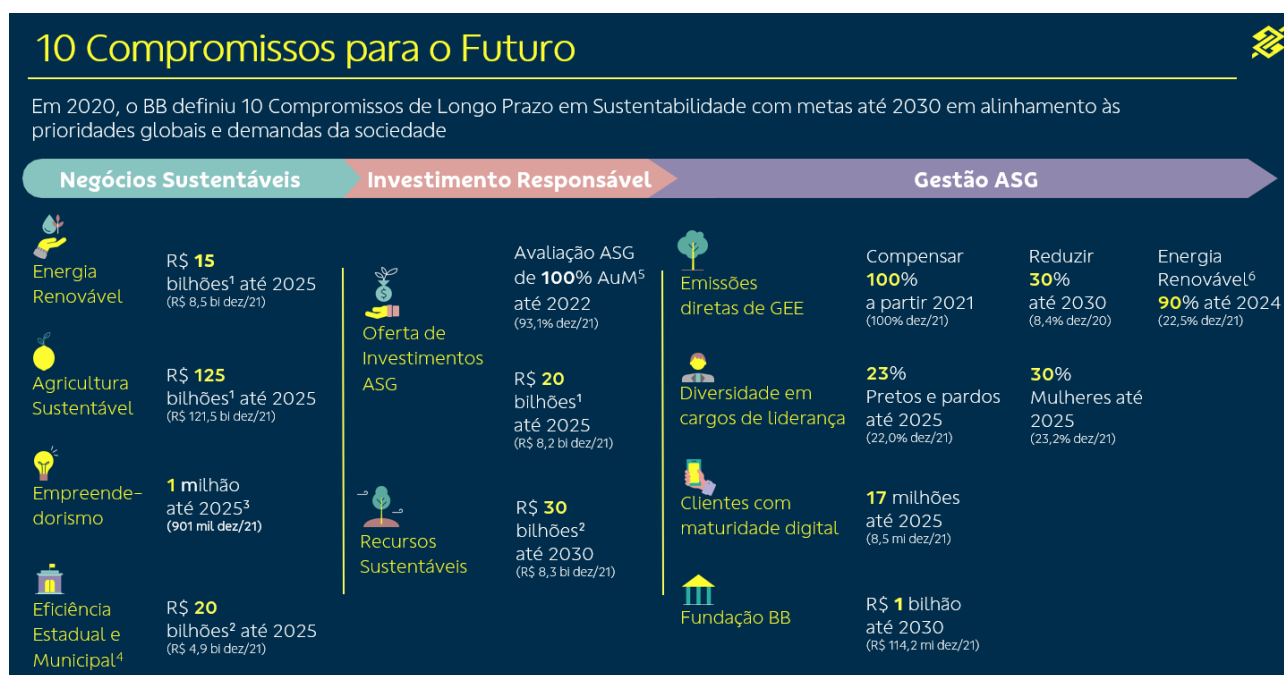 10 Compromissos para o Futuro
Em 2020, o BB definiu 10 Compromissos de Longo Prazo em Sustentabilidade com metas até 2030 em alinhamento às
prioridades globais e demandas da sociedade
Negócios Sustentáveis
Energia
Renovável
R$ 15
bilhões¹ até 2025
(R$ 8,5 bi dez/21)
Agricultura
Sustentável
R$ 125
bilhões¹ até 2025
(R$ 121,5 bi dez/21)
Empreende-
dorismo
1 milhão
até 2025³
(901 mil dez/21)
Eficiência
Estadual e
Municipal⁴
R$ 20
bilhões² até 2025
(R$ 4,9 bi dez/21)
Investimento Responsável
Oferta de
Investimentos
ASG
Avaliação ASG
de 100% AuM⁵
até 2022
(93,1% dez/21)
R$ 20
bilhões¹
até 2025
(R$ 8,2 bi dez/21)
Recursos
Sustentáveis
R$ 30
bilhões²
até 2030
(R$ 8,3 bi dez/21)
Gestão ASG
Emissões
diretas de GEE
Compensar
100%
a partir 2021
(100% dez/21)
Reduzir
30%
até 2030
(8,4% dez/20)
Energia
Renovável⁶
90% até 2024
(22,5% dez/21)
Diversidade em
cargos de liderança
23%
Pretos e pardos
até 2025
(22,0% dez/21)
30%
Mulheres até
2025
(23,2% dez/21)
Clientes com
maturidade digital
17 milhões
até 2025
(8,5 mi dez/21)
Fundação BB
R$ 1 bilhão
até 2030
(R$ 114,2 mi dez/21)